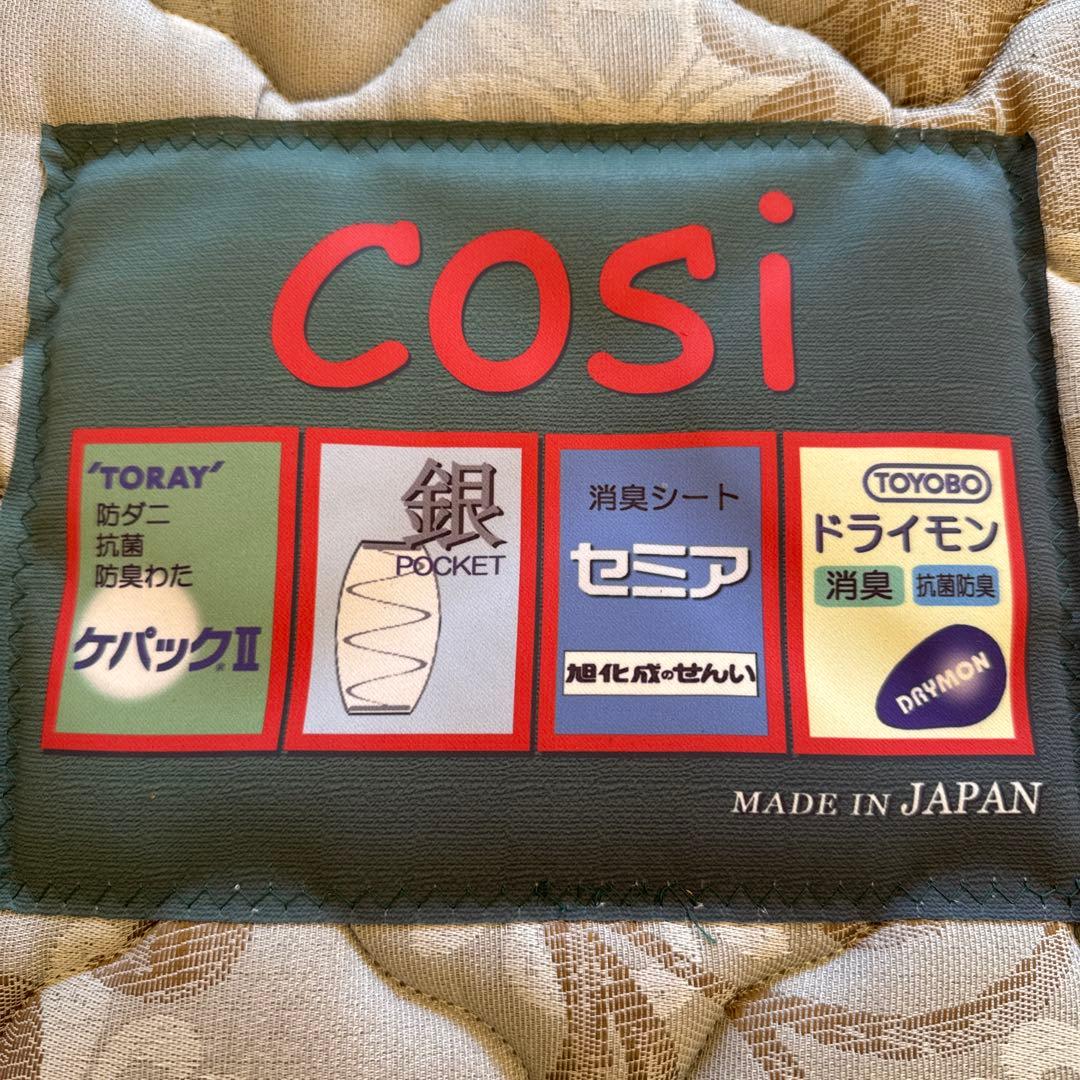 cosi
'TORAY'
防ダニ
抗菌
防臭わた
ケパックⅡ
銀
POCKET
消臭シート
セミア
旭化成のせんい
TOYOBO
ドライモン
消臭 抗菌防臭
DRYMON
MADE IN JAPAN